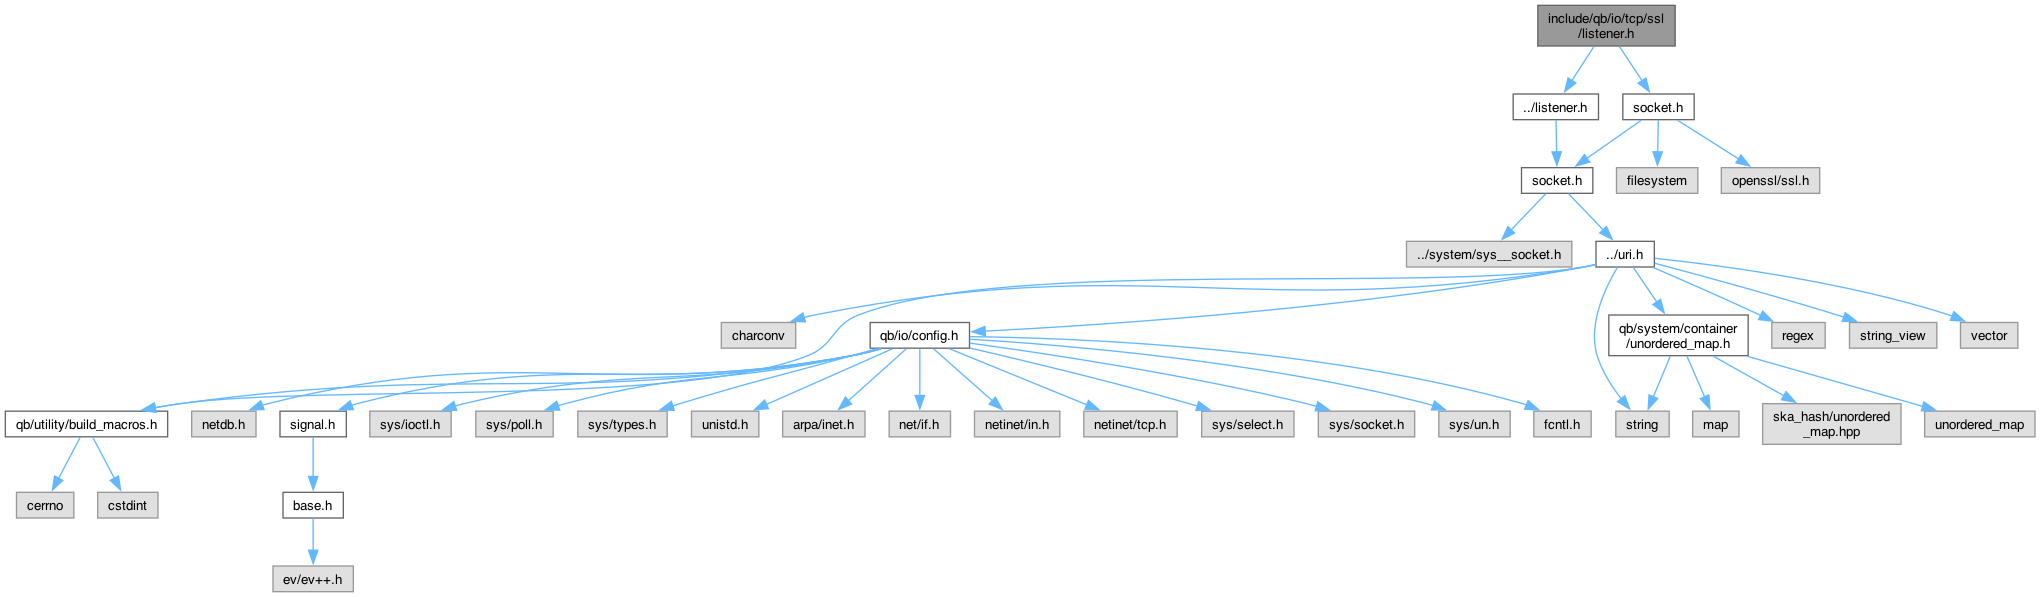 include/qb/io/tcp/ssl
/listener.h
../listener.h
socket.h
socket.h
filesystem
openssl/ssl.h
../system/sys__socket.h
../uri.h
charconv
qb/io/config.h
qb/system/container
/unordered_map.h
regex
string_view
vector
qb/utility/build_macros.h
netdb.h
signal.h
sys/ioctl.h
sys/poll.h
sys/types.h
unistd.h
arpa/inet.h
net/if.h
netinet/in.h
netinet/tcp.h
sys/select.h
sys/socket.h
sys/un.h
fcntl.h
string
map
ska_hash/unordered
_map.hpp
unordered_map
cerrno
cstdint
base.h
ev/ev++.h